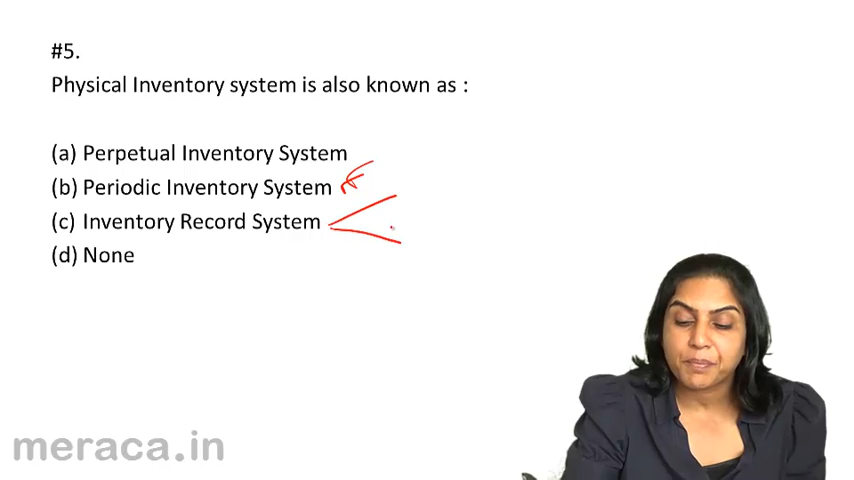 #5.
Physical Inventory system is also known as :
(a) Perpetual Inventory System
(b) Periodic Inventory System
(c) Inventory Record System
(d) None
meraca.in